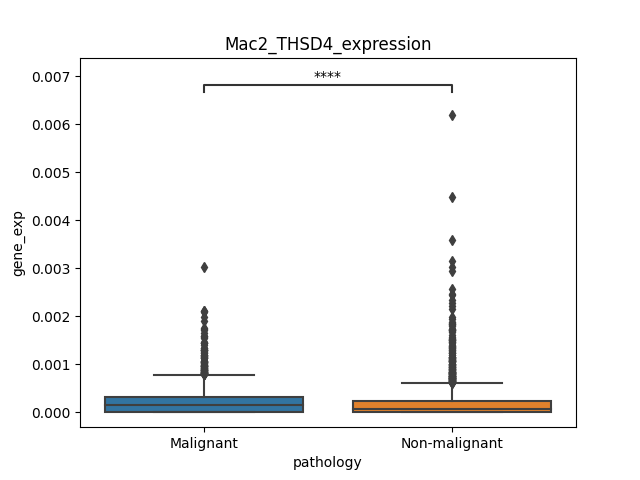 Mac2_THSD4_expression
****
0.007
0.006
0.005
0.004
0.003
0.002
0.001
0.000
gene_exp
Malignant
Non-malignant
pathology